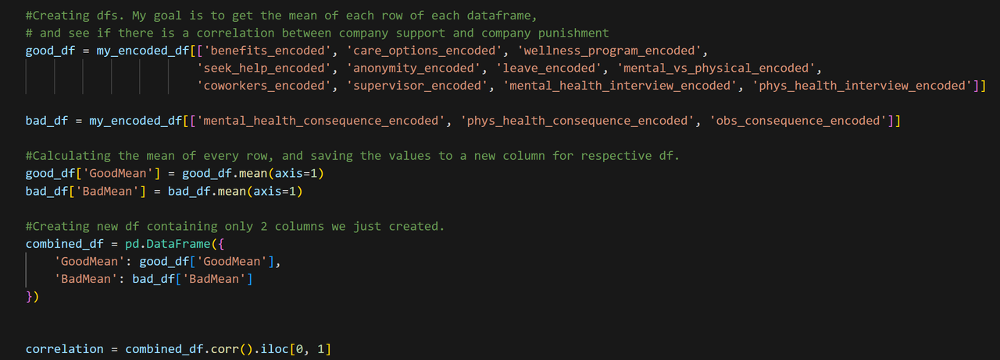 #Creating dfs. My goal is to get the mean of each row of each dataframe,
# and see if there is a correlation between company support and company punishment
good_df = my_encoded_df[['benefits_encoded', 'care_options_encoded', 'wellness_program_encoded',
'seek_help_encoded', 'anonymity_encoded', 'leave_encoded', 'mental_vs_physical_encoded',
'coworkers_encoded', 'supervisor_encoded', 'mental_health_interview_encoded', 'phys_health_interview_encoded']]
bad_df = my_encoded_df[['mental_health_consequence_encoded', 'phys_health_consequence_encoded', 'obs_consequence_encoded']]
#Calculating the mean of every row, and saving the values to a new column for respective df.
good_df['GoodMean'] = good_df.mean(axis=1)
bad_df['BadMean'] = bad_df.mean(axis=1)
#Creating new df containing only 2 columns we just created.
combined_df = pd.DataFrame({
'GoodMean': good_df['GoodMean'],
'BadMean': bad_df['BadMean']
})
correlation = combined_df.corr().iloc[0, 1]